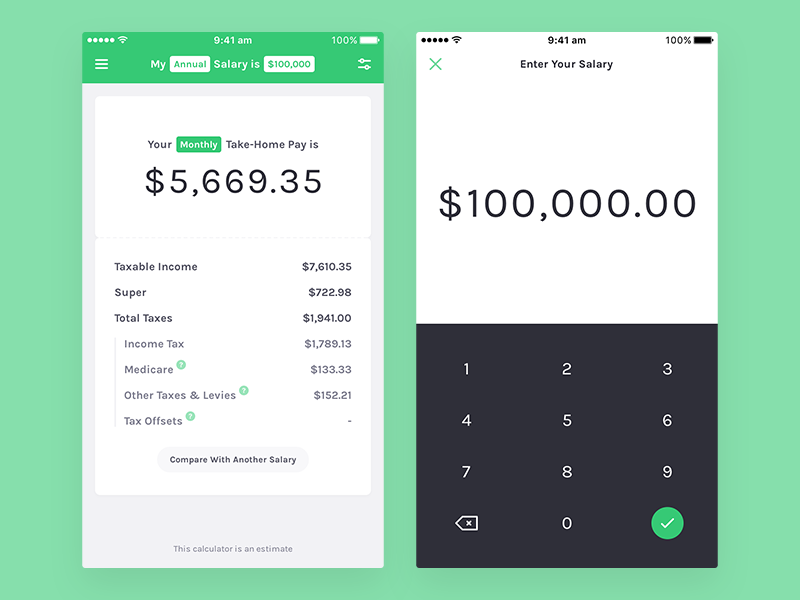 9:41 am 100%
My Annual Salary is $100,000
Your Monthly Take-Home Pay is
$5,669.35
Taxable Income $7,610.35
Super $722.98
Total Taxes $1,941.00
Income Tax $1,789.13
Medicare ? $133.33
Other Taxes & Levies ? $152.21
Tax Offsets ? -
Compare With Another Salary
This calculator is an estimate
9:41 am 100%
Enter Your Salary
$100,000.00
1 2 3
4 5 6
7 8 9
0